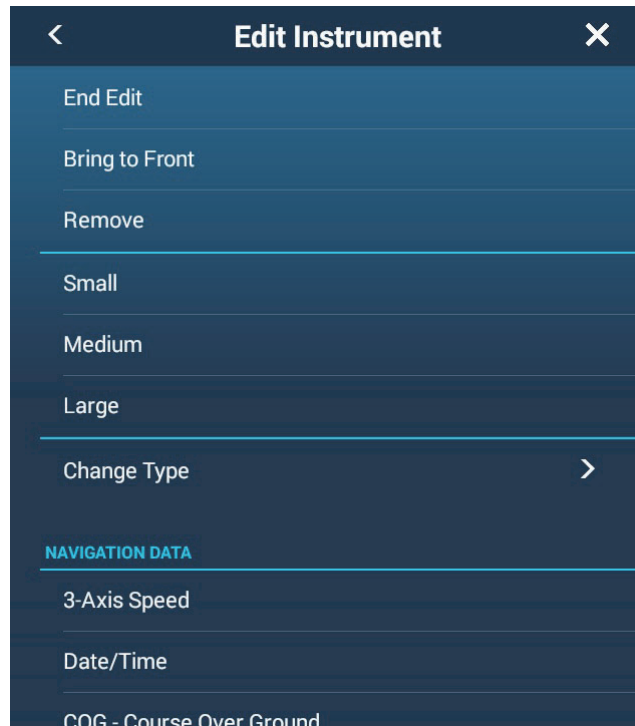 Edit Instrument
End Edit
Bring to Front
Remove
Small
Medium
Large
Change Type
NAVIGATION DATA
3-Axis Speed
Date/Time
COG - Course Over Ground